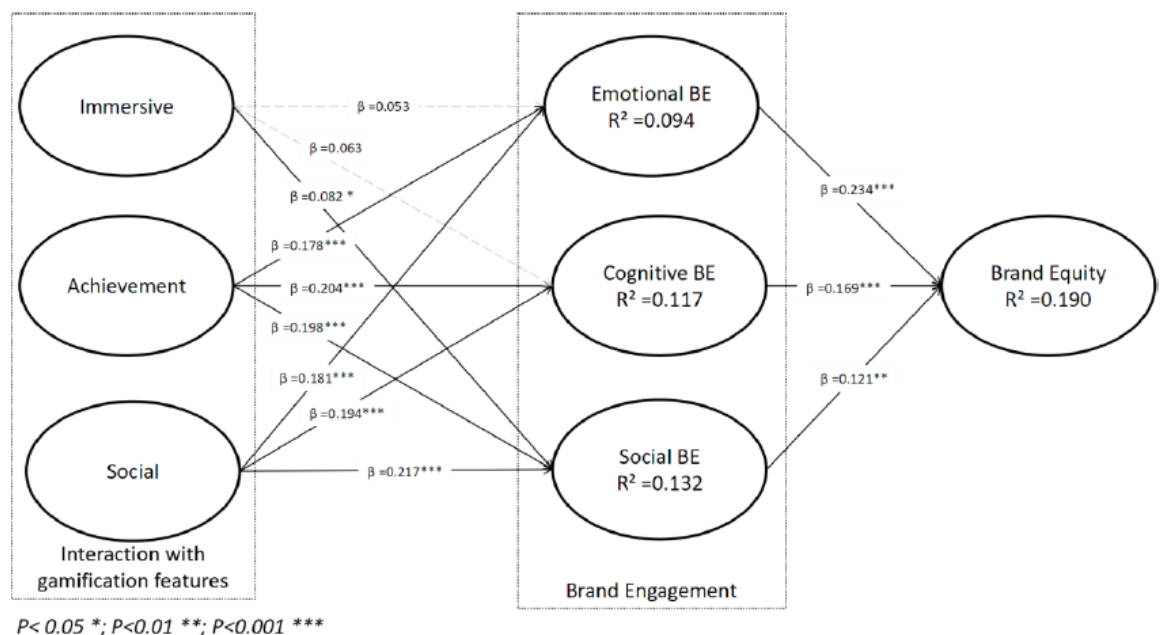 Immersive
Achievement
Social
Interaction with
gamification features
β =0.053
β =0.063
β =0.082 *
β =0.178***
β =0.204***
β =0.198***
β =0.181***
β =0.194***
β =0.217***
Emotional BE
R² =0.094
Cognitive BE
R² =0.117
Social BE
R² =0.132
Brand Engagement
β =0.234***
β =0.169***
β =0.121**
Brand Equity
R² =0.190
P< 0.05 *; P<0.01 **; P<0.001 ***